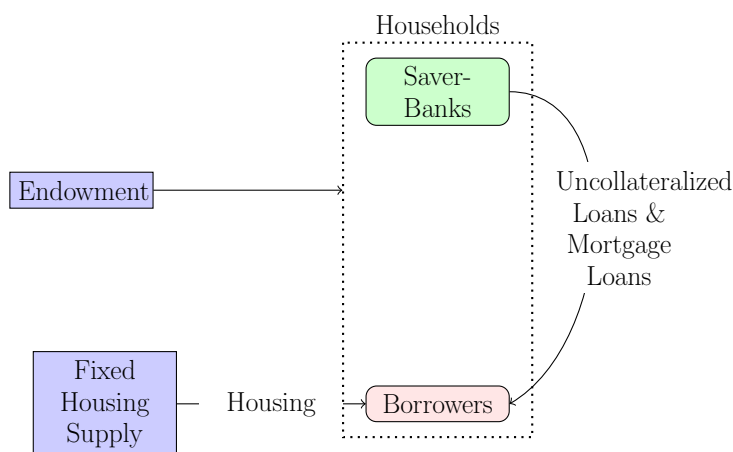 Households
Saver-
Banks
Endowment
Uncollateralized
Loans &
Mortgage
Loans
Fixed
Housing
Supply
Housing
Borrowers